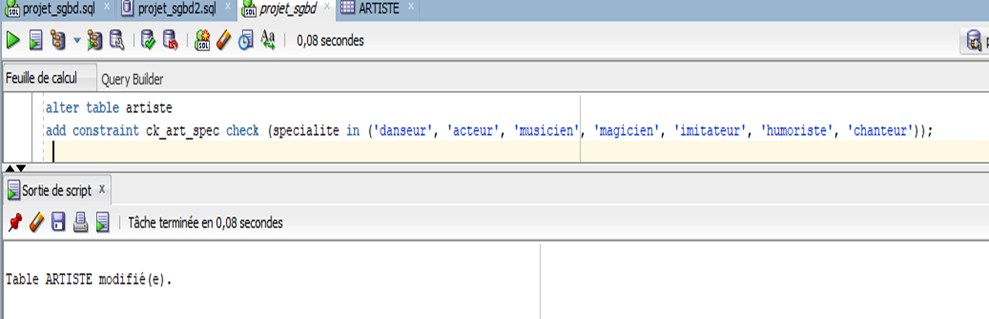 projet_sgbd.sql projet_sgbd2.sql projet_sgbd ARTISTE
SQL 0,08 secondes
Feuille de calcul Query Builder
alter table artiste
add constraint ck_art_spec check (specialite in ('danseur', 'acteur', 'musicien', 'magicien', 'imitateur', 'humoriste', 'chanteur'));
Sortie de script x
Tâche terminée en 0,08 secondes
Table ARTISTE modifié(e).